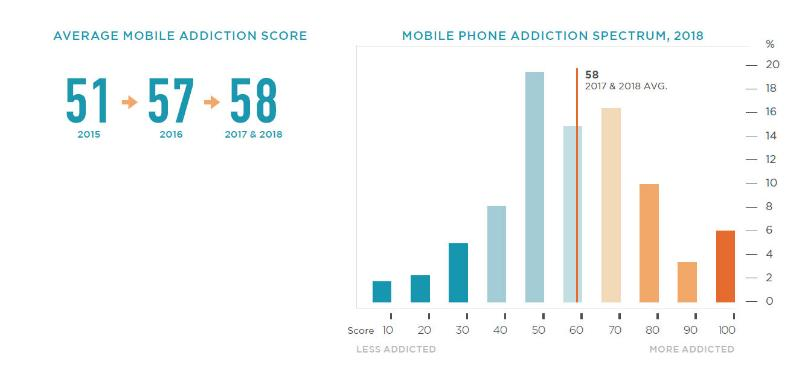 AVERAGE MOBILE ADDICTION SCORE
51 57 58
2015 2016 2017 & 2018
MOBILE PHONE ADDICTION SPECTRUM, 2018
%
20
18
16
14
12
10
8
6
4
2
0
58
2017 & 2018 AVG.
Score 10 20 30 40 50 60 70 80 90 100
LESS ADDICTED MORE ADDICTED